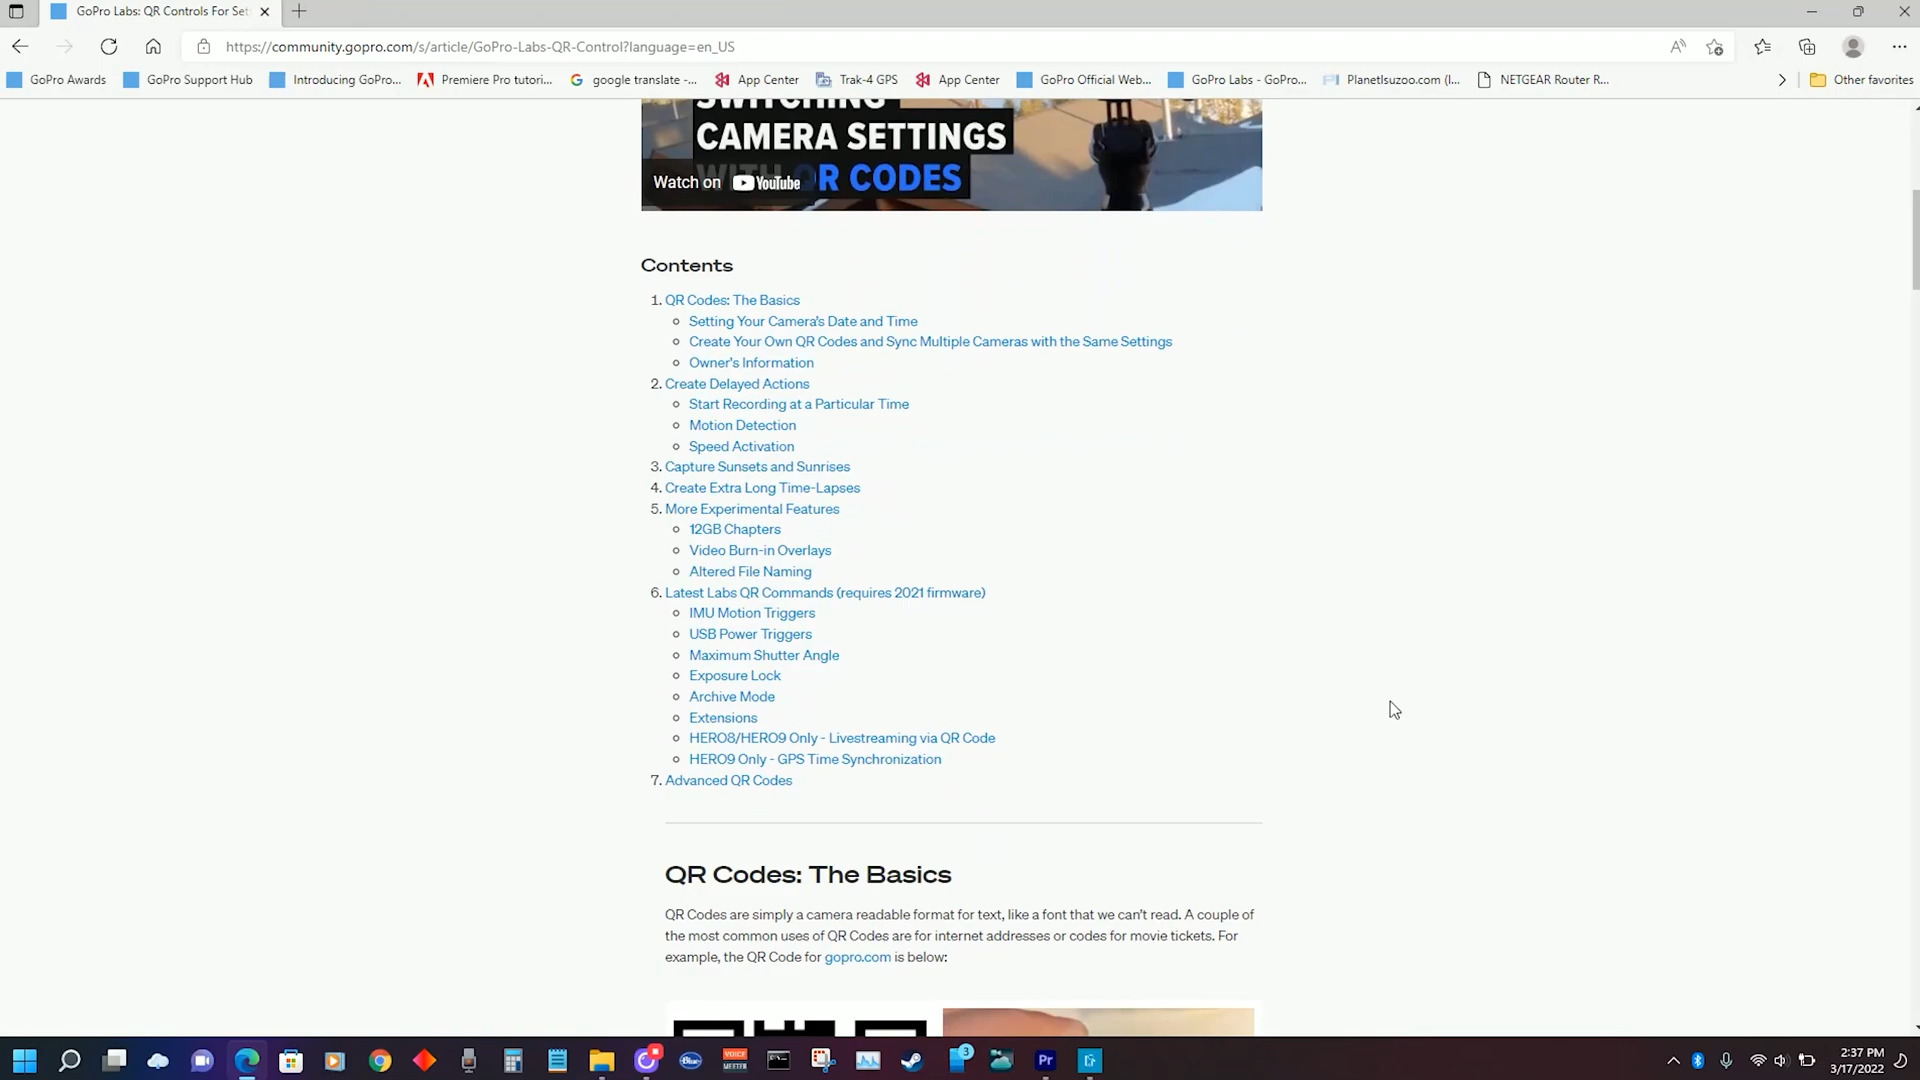 GoPro Labs: QR Controls For Set
https://community.gopro.com/s/article/GoPro-Labs-QR-Control?language=en_US
GoPro Awards
GoPro Support Hub
Introducing GoPro...
Premiere Pro tutori...
google translate -...
App Center
Trak-4 GPS
App Center
GoPro Official Web...
GoPro Labs - GoPro...
PlanetIsuzoo.com (I...
NETGEAR Router R...
Other favorites
SWITCHING
CAMERA SETTINGS
WITH QR CODES
Watch on YouTube
Contents
1. QR Codes: The Basics
Setting Your Camera's Date and Time
Create Your Own QR Codes and Sync Multiple Cameras with the Same Settings
Owner's Information
2. Create Delayed Actions
Start Recording at a Particular Time
Motion Detection
Speed Activation
3. Capture Sunsets and Sunrises
4. Create Extra Long Time-Lapses
5. More Experimental Features
12GB Chapters
Video Burn-in Overlays
Altered File Naming
6. Latest Labs QR Commands (requires 2021 firmware)
IMU Motion Triggers
USB Power Triggers
Maximum Shutter Angle
Exposure Lock
Archive Mode
Extensions
HERO8/HERO9 Only - Livestreaming via QR Code
HERO9 Only - GPS Time Synchronization
7. Advanced QR Codes
QR Codes: The Basics
QR Codes are simply a camera readable format for text, like a font that we can't read. A couple of
the most common uses of QR Codes are for internet addresses or codes for movie tickets. For
example, the QR Code for gopro.com is below:
Blue
VOICE
MEETER
3
Pr
2:37 PM
3/17/2022